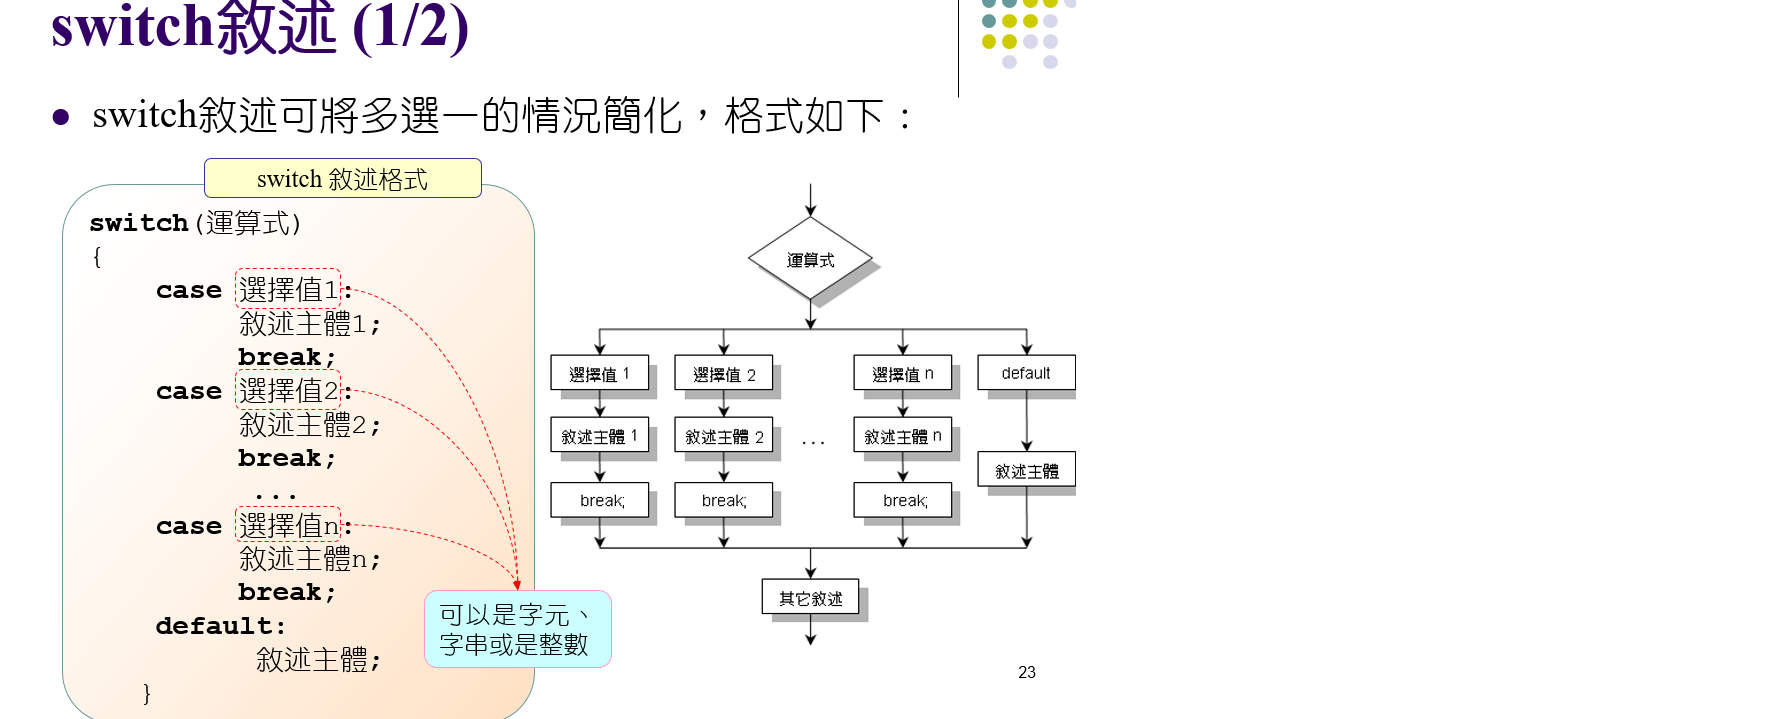 switch敘述 (1/2)
switch敘述可將多選一的情況簡化，格式如下：
switch 敘述格式
switch(運算式)
{
case 選擇值1:
敘述主體1;
break;
case 選擇值2:
敘述主體2;
break;
...
case 選擇值n:
敘述主體n;
break;
default:
敘述主體;
}
可以是字元、
字串或是整數
運算式
選擇值 1
選擇值 2
選擇值 n
default
敘述主體 1
敘述主體 2
...
敘述主體 n
敘述主體
break;
break;
break;
其它敘述
23